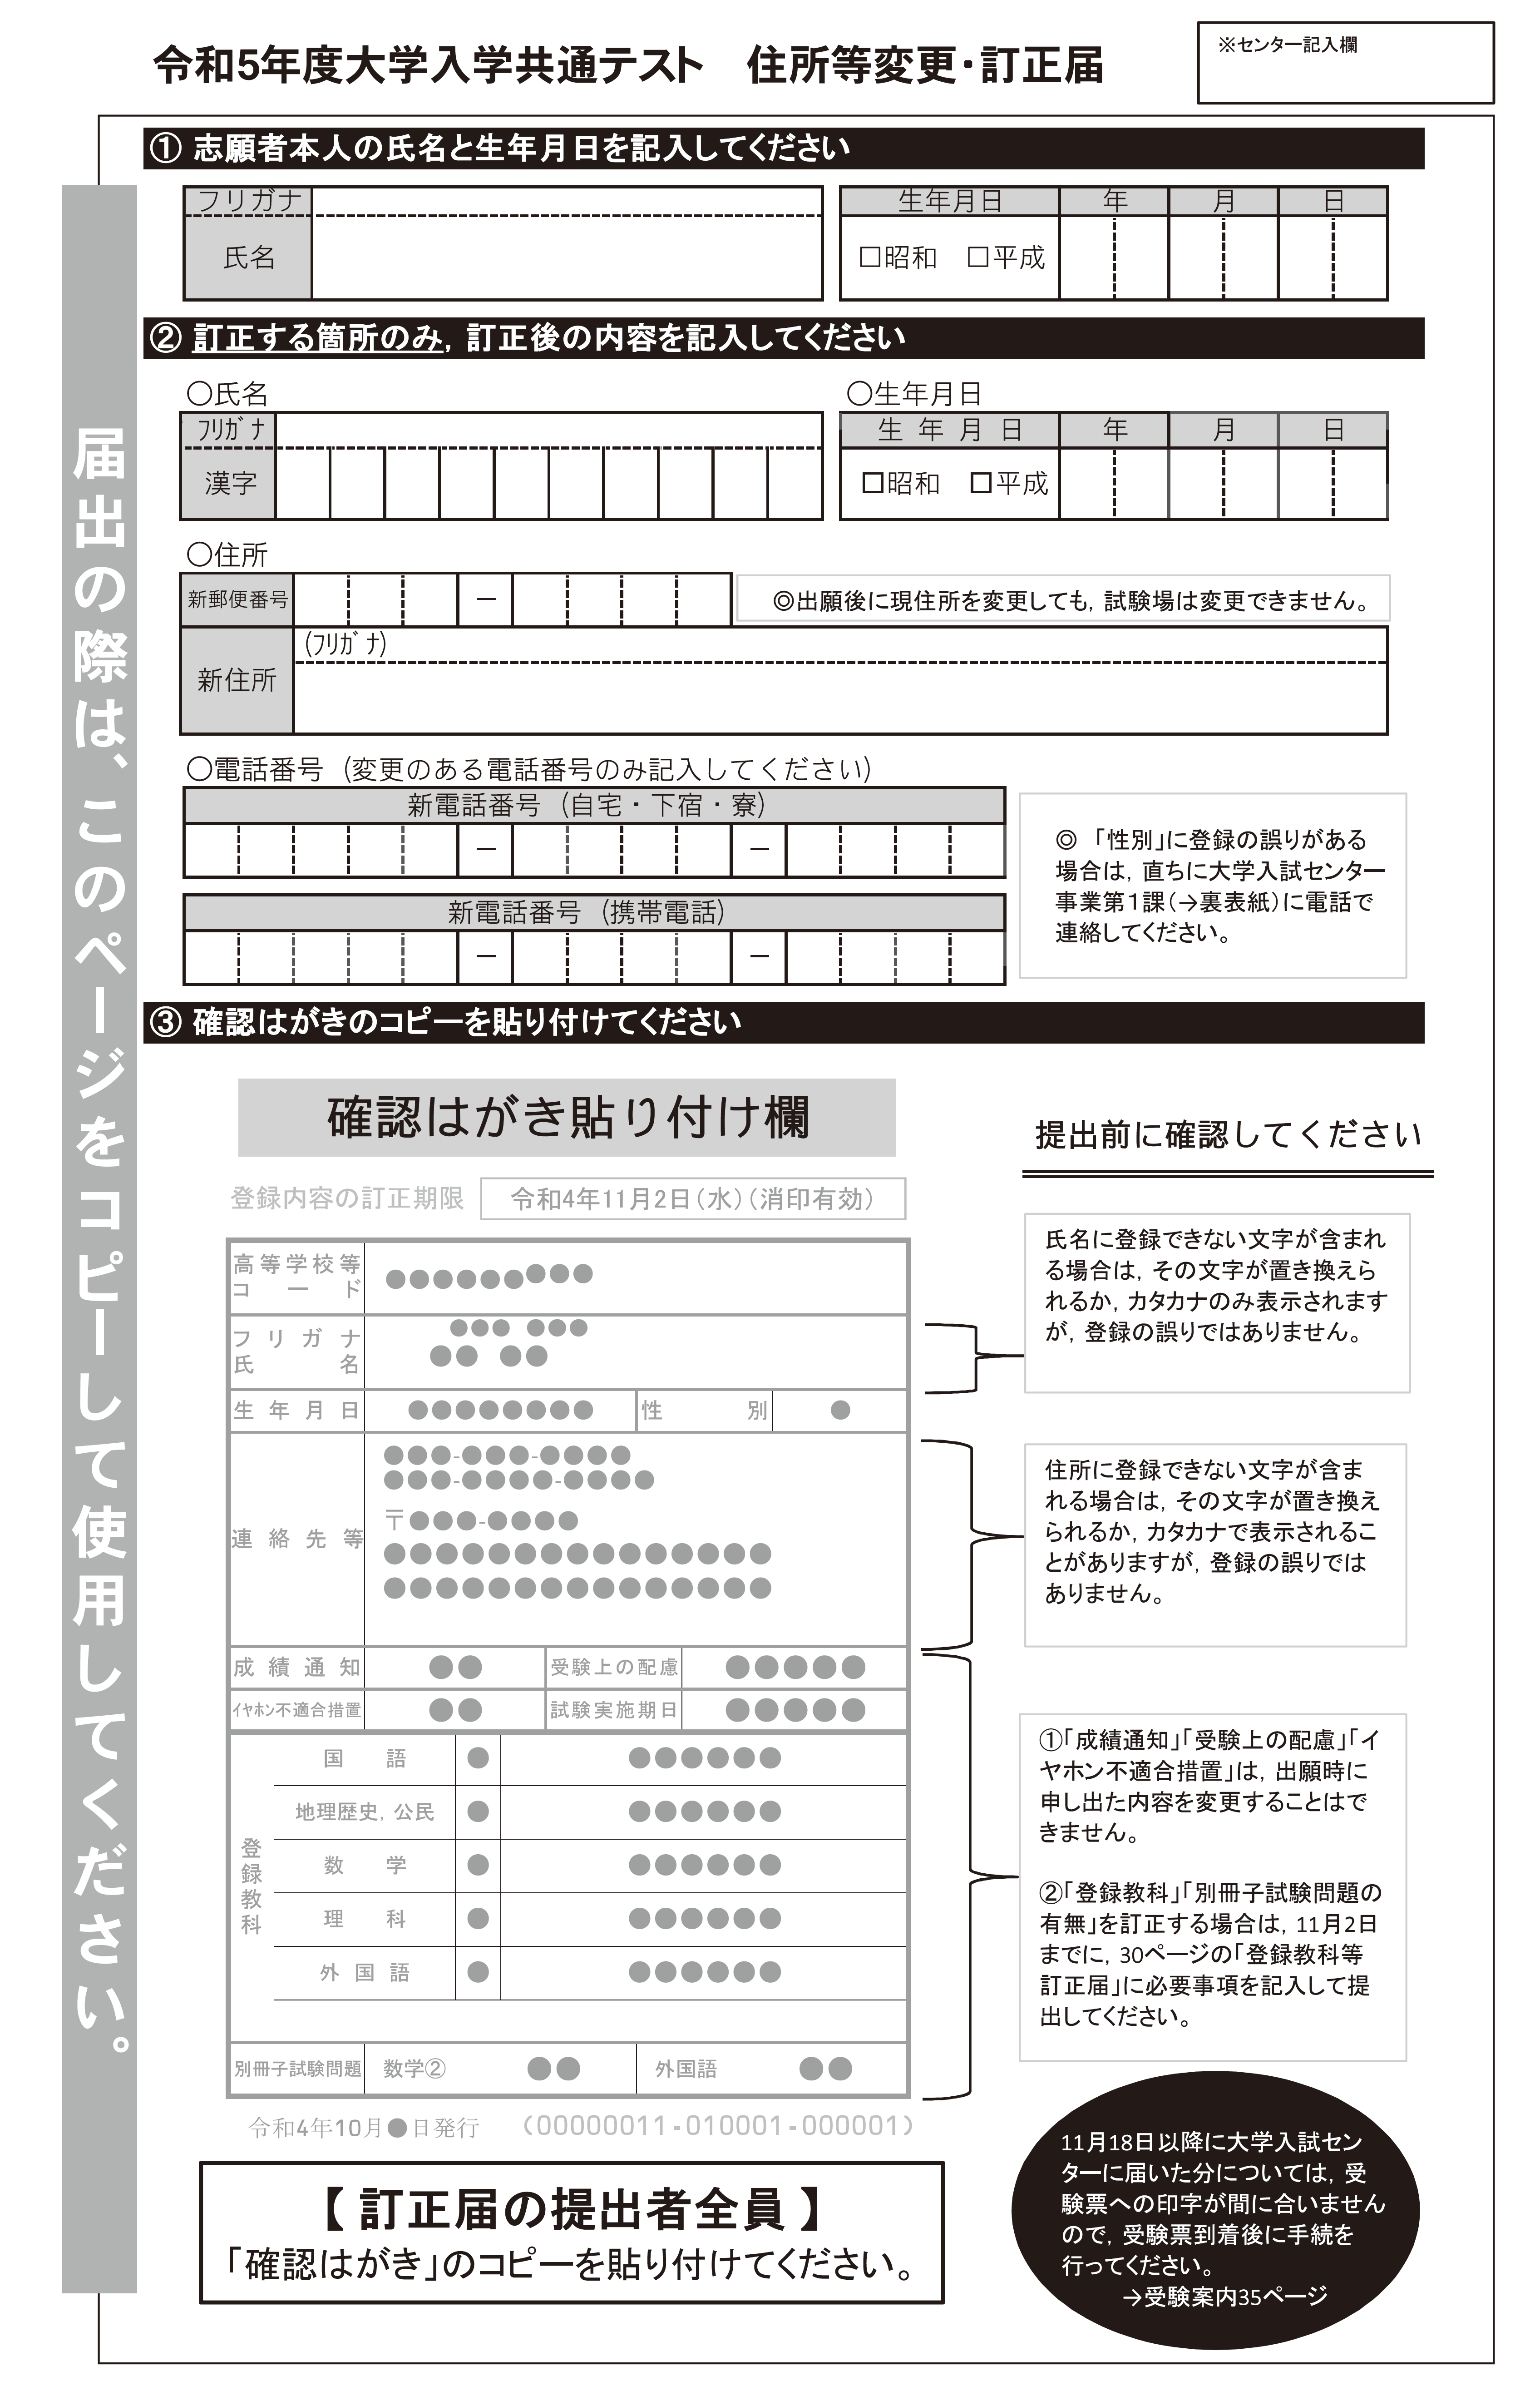 令和5年度大学入学共通テスト　住所等変更・訂正届
※センター記入欄
届出の際は、このページをコピーして使用してください。
① 志願者本人の氏名と生年月日を記入してください
フリガナ
氏名
生年月日 年 月 日
□昭和 □平成
② 訂正する箇所のみ，訂正後の内容を記入してください
○氏名
フリガナ
漢字
○生年月日
生年月日 年 月 日
□昭和 □平成
○住所
新郵便番号 －
◎出願後に現住所を変更しても，試験場は変更できません。
新住所
(フリガナ)
○電話番号（変更のある電話番号のみ記入してください）
新電話番号（自宅・下宿・寮）
－ －
新電話番号（携帯電話）
－ －
◎ 「性別」に登録の誤りがある
場合は，直ちに大学入試センター
事業第1課（→裏表紙）に電話で
連絡してください。
③ 確認はがきのコピーを貼り付けてください
確認はがき貼り付け欄
登録内容の訂正期限 令和4年11月2日（水）（消印有効）
高等学校等
コード
●●●●●●●●●
フリガナ
●●● ●●●
氏名
●● ●●
生年月日 ●●●●●●●● 性別 ●
連絡先等
●●●-●●●-●●●●
●●●-●●●●-●●●●
〒●●●-●●●●
●●●●●●●●●●●●●●●
●●●●●●●●●●●●●●●
成績通知 ●● 受験上の配慮 ●●●●●
イヤホン不適合措置 ●● 試験実施期日 ●●●●●
登録教科
国語 ● ●●●●●●
地理歴史，公民 ● ●●●●●●
数学 ● ●●●●●●
理科 ● ●●●●●●
外国語 ● ●●●●●●
別冊子試験問題 数学② ●● 外国語 ●●
令和4年10月●日発行 (00000011-010001-000001)
【 訂正届の提出者全員 】
「確認はがき」のコピーを貼り付けてください。
提出前に確認してください
氏名に登録できない文字が含まれ
る場合は，その文字が置き換えら
れるか，カタカナのみ表示されます
が，登録の誤りではありません。
住所に登録できない文字が含ま
れる場合は，その文字が置き換え
られるか，カタカナで表示されるこ
とがありますが，登録の誤りでは
ありません。
①「成績通知」「受験上の配慮」「イ
ヤホン不適合措置」は，出願時に
申し出た内容を変更することはで
きません。
②「登録教科」「別冊子試験問題の
有無」を訂正する場合は，11月2日
までに，30ページの「登録教科等
訂正届」に必要事項を記入して提
出してください。
11月18日以降に大学入試セン
ターに届いた分については，受
験票への印字が間に合いません
ので，受験票到着後に手続を
行ってください。
→受験案内35ページ